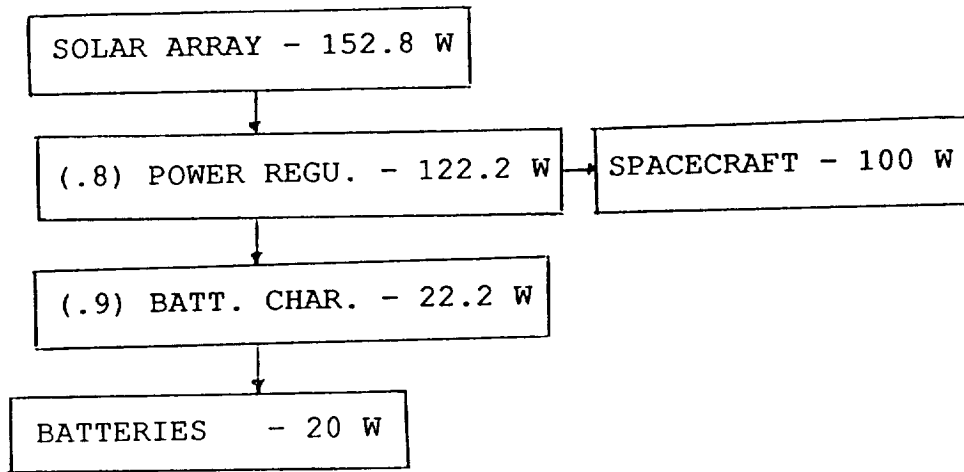 SOLAR ARRAY - 152.8 W
(.8) POWER REGU. - 122.2 W
SPACECRAFT - 100 W
(.9) BATT. CHAR. - 22.2 W
BATTERIES - 20 W